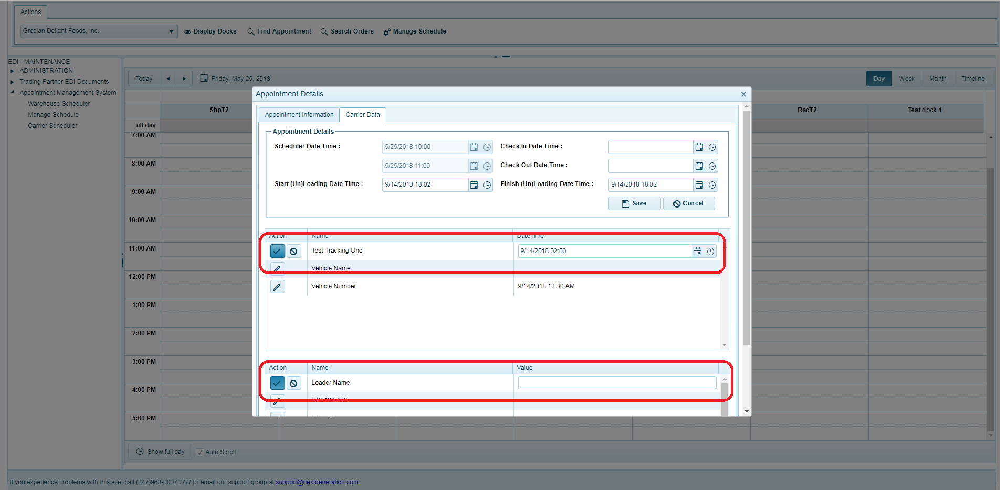 Actions
Grecian Delight Foods, Inc.
Display Docks
Find Appointment
Search Orders
Manage Schedule
EDI - MAINTENANCE
ADMINISTRATION
Trading Partner EDI Documents
Appointment Management System
Warehouse Scheduler
Manage Schedule
Carrier Scheduler
Today
Friday, May 25, 2018
Day
Week
Month
Timeline
ShpT2
RecT2
Test dock 1
all day
7:00 AM
8:00 AM
9:00 AM
10:00 AM
11:00 AM
12:00 PM
1:00 PM
2:00 PM
3:00 PM
4:00 PM
5:00 PM
Appointment Details
Appointment Information
Carrier Data
Appointment Details
Scheduler Date Time :
5/25/2018 10:00
Check In Date Time :
5/25/2018 11:00
Check Out Date Time :
Start (Un)Loading Date Time :
9/14/2018 18:02
Finish (Un)Loading Date Time :
9/14/2018 18:02
Save
Cancel
Action
Name
DateTime
Test Tracking One
9/14/2018 02:00
Vehicle Name
Vehicle Number
9/14/2018 12:30 AM
Action
Name
Value
Loader Name
Show full day
Auto Scroll
If you experience problems with this site, call (847)963-0007 24/7 or email our support group at support@nextgeneration.com